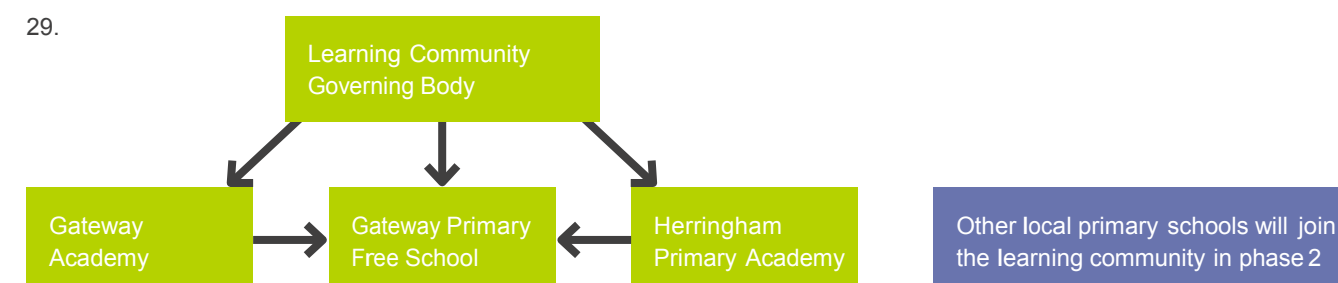 29.
Learning Community
Governing Body
Gateway
Academy
Gateway Primary
Free School
Herringham
Primary Academy
Other local primary schools will join
the learning community in phase 2